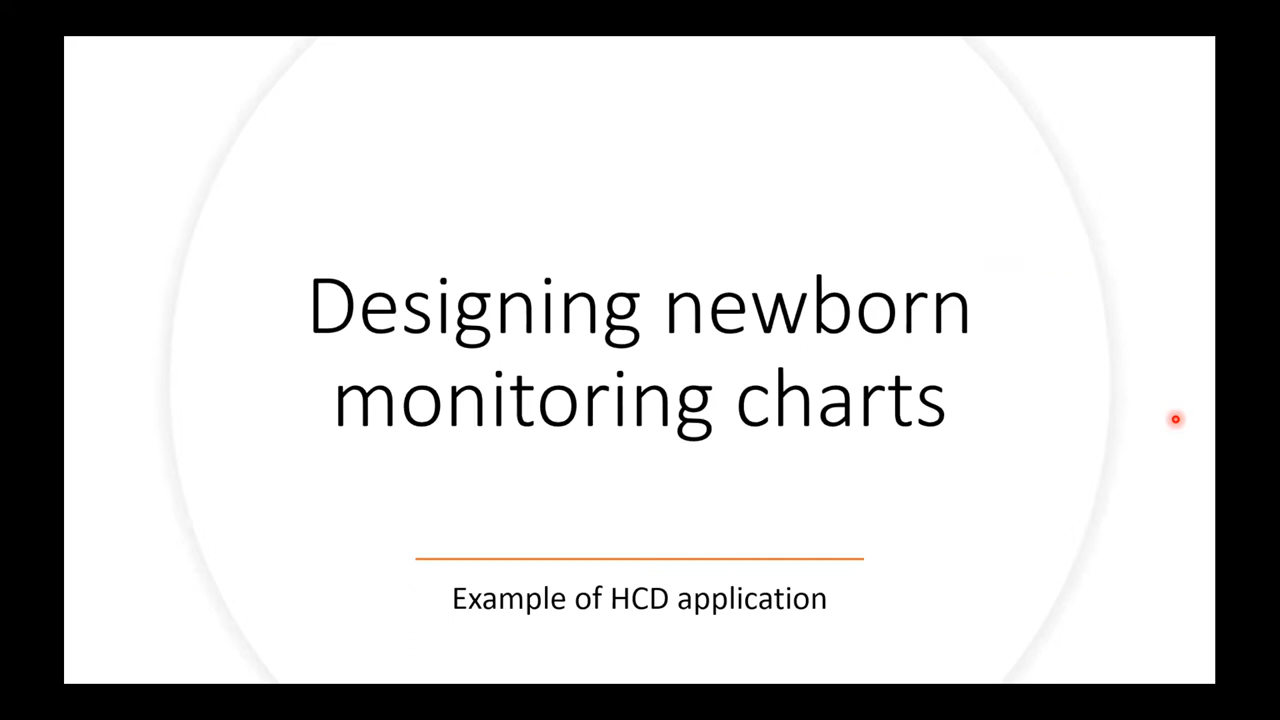 Designing newborn
monitoring charts
Example of HCD application